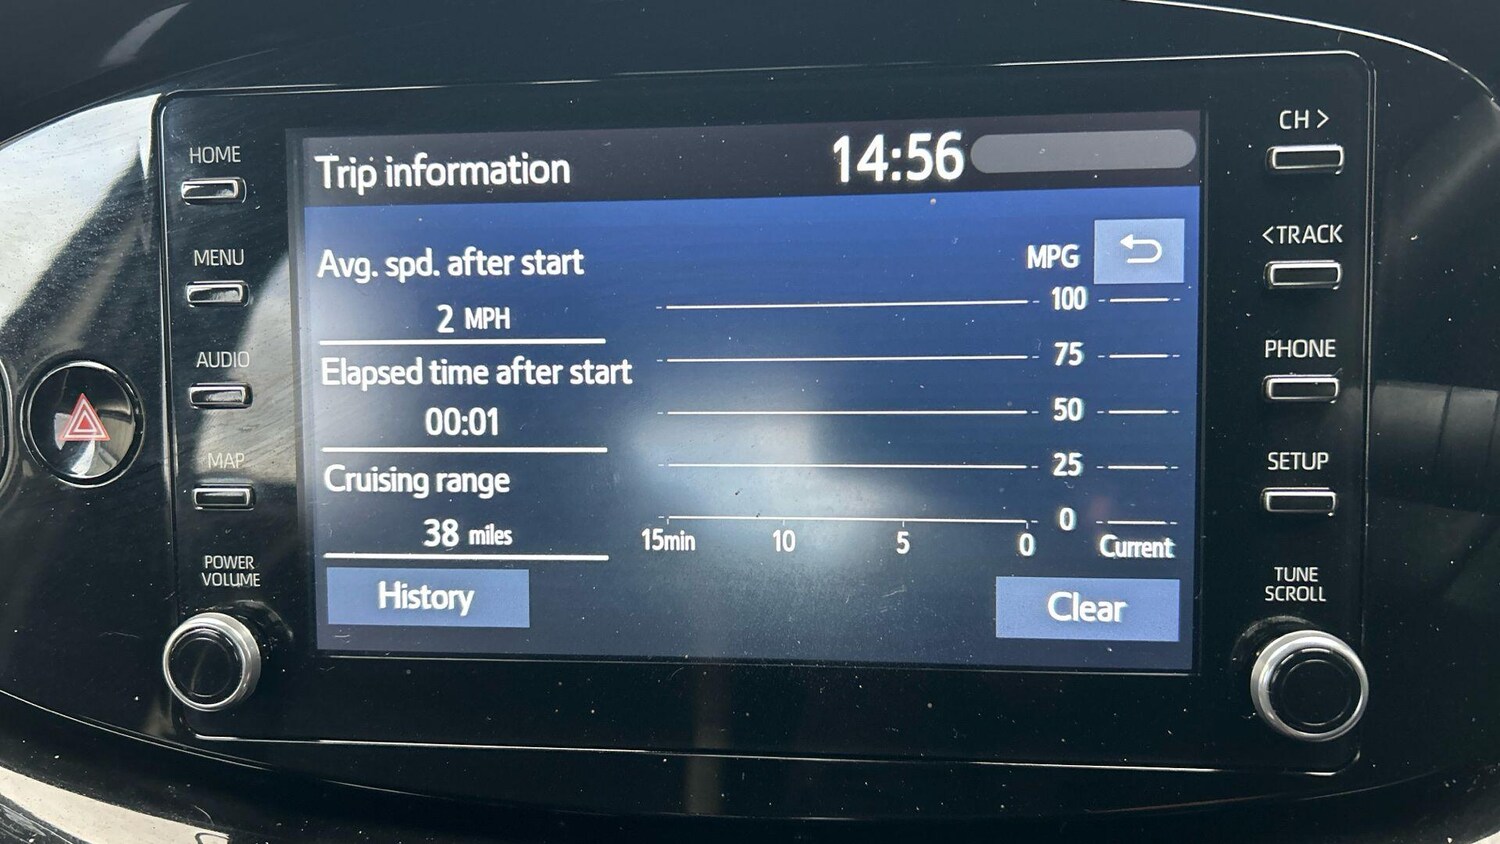 HOME
MENU
AUDIO
MAP
POWER
VOLUME
Trip information
14:56
Avg. spd. after start
2 MPH
Elapsed time after start
00:01
Cruising range
38 miles
History
MPG
100
75
50
25
0
15min 10 5 0 Current
Clear
CH >
<TRACK
PHONE
SETUP
TUNE
SCROLL